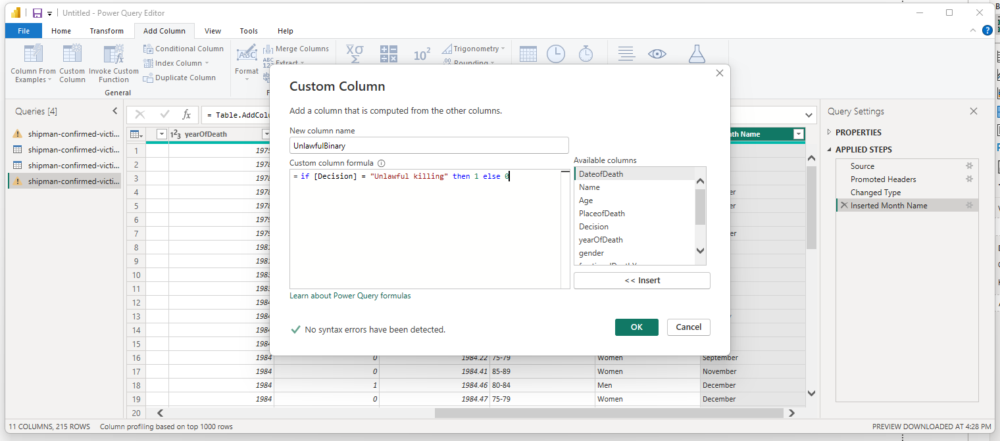 Untitled - Power Query Editor
File Home Transform Add Column View Tools Help
Column From Examples
Custom Column
Invoke Custom Function
Conditional Column
Index Column
Duplicate Column
General
Format
ABC
Merge Columns
ABC
123
Extract
XσΣ
10²
Trigonometry
.00 Rounding
Queries [4]
shipman-confirmed-victi...
shipman-confirmed-victi...
shipman-confirmed-victi...
shipman-confirmed-victi...
fx
= Table.AddColu
1²3 yearOfDeath
th Name
1 1975
2 1978
3 1978
4 1978
5 1978
6 1979
7 1979
8 1981
9 1981
10 1983
11 1983
12 1984
13 1984
14 1984
15 1984
16 1984 0 1984.22 75-79 Women September
17 1984 0 1984.41 85-89 Women November
18 1984 1 1984.46 80-84 Men December
19 1984 0 1984.47 75-79 Women December
20
Custom Column
Add a column that is computed from the other columns.
New column name
UnlawfulBinary
Custom column formula
= if [Decision] = "Unlawful killing" then 1 else 0
Available columns
DateofDeath
Name
Age
PlaceofDeath
Decision
yearOfDeath
gender
<< Insert
Learn about Power Query formulas
No syntax errors have been detected.
OK
Cancel
Query Settings
PROPERTIES
APPLIED STEPS
Source
Promoted Headers
Changed Type
Inserted Month Name
11 COLUMNS, 215 ROWS Column profiling based on top 1000 rows
PREVIEW DOWNLOADED AT 4:28 PM